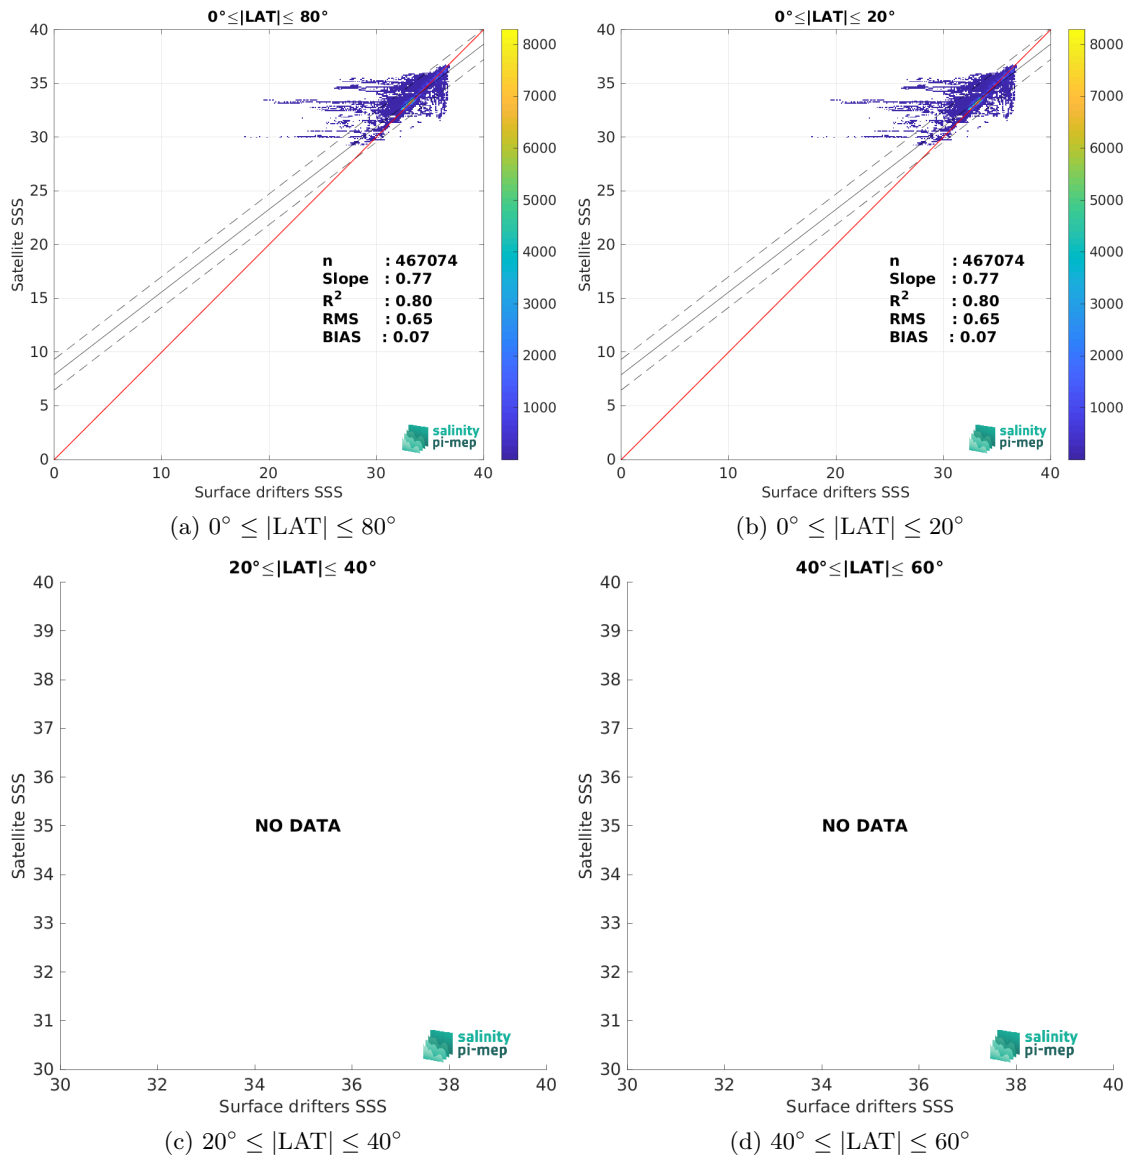 0°≤|LAT|≤ 80°
40
35
30
25
20
15
10
5
0
Satellite SSS
n : 467074
Slope : 0.77
R² : 0.80
RMS : 0.65
BIAS : 0.07
salinity
pi-mep
0 10 20 30 40
Surface drifters SSS
8000
7000
6000
5000
4000
3000
2000
1000
(a) 0° ≤ |LAT| ≤ 80°
0°≤|LAT|≤ 20°
40
35
30
25
20
15
10
5
0
Satellite SSS
n : 467074
Slope : 0.77
R² : 0.80
RMS : 0.65
BIAS : 0.07
salinity
pi-mep
0 10 20 30 40
Surface drifters SSS
8000
7000
6000
5000
4000
3000
2000
1000
(b) 0° ≤ |LAT| ≤ 20°
20°≤|LAT|≤ 40°
40
39
38
37
36
35
34
33
32
31
30
Satellite SSS
NO DATA
salinity
pi-mep
30 32 34 36 38 40
Surface drifters SSS
(c) 20° ≤ |LAT| ≤ 40°
40°≤|LAT|≤ 60°
40
39
38
37
36
35
34
33
32
31
30
Satellite SSS
NO DATA
salinity
pi-mep
30 32 34 36 38 40
Surface drifters SSS
(d) 40° ≤ |LAT| ≤ 60°